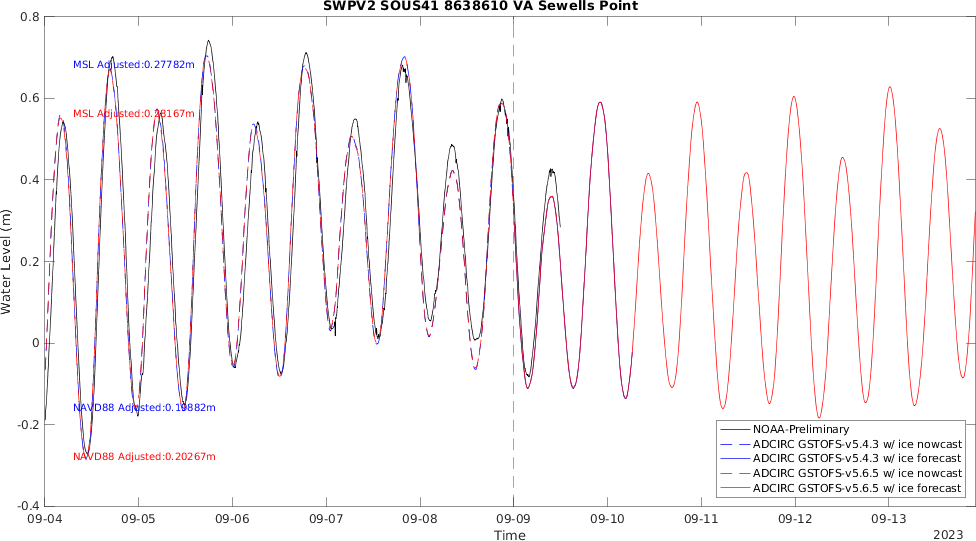 SWPV2 SOUS41 8638610 VA Sewells Point
0.8
0.6
0.4
0.2
0
-0.2
-0.4
Water Level (m)
MSL Adjusted:0.27782m
MSL Adjusted:0.28167m
NAVD88 Adjusted:0.19882m
NAVD88 Adjusted:0.20267m
NOAA-Preliminary
ADCIRC GSTOFS-v5.4.3 w/ ice nowcast
ADCIRC GSTOFS-v5.4.3 w/ ice forecast
ADCIRC GSTOFS-v5.6.5 w/ ice nowcast
ADCIRC GSTOFS-v5.6.5 w/ ice forecast
09-04 09-05 09-06 09-07 09-08 09-09 09-10 09-11 09-12 09-13
Time
2023